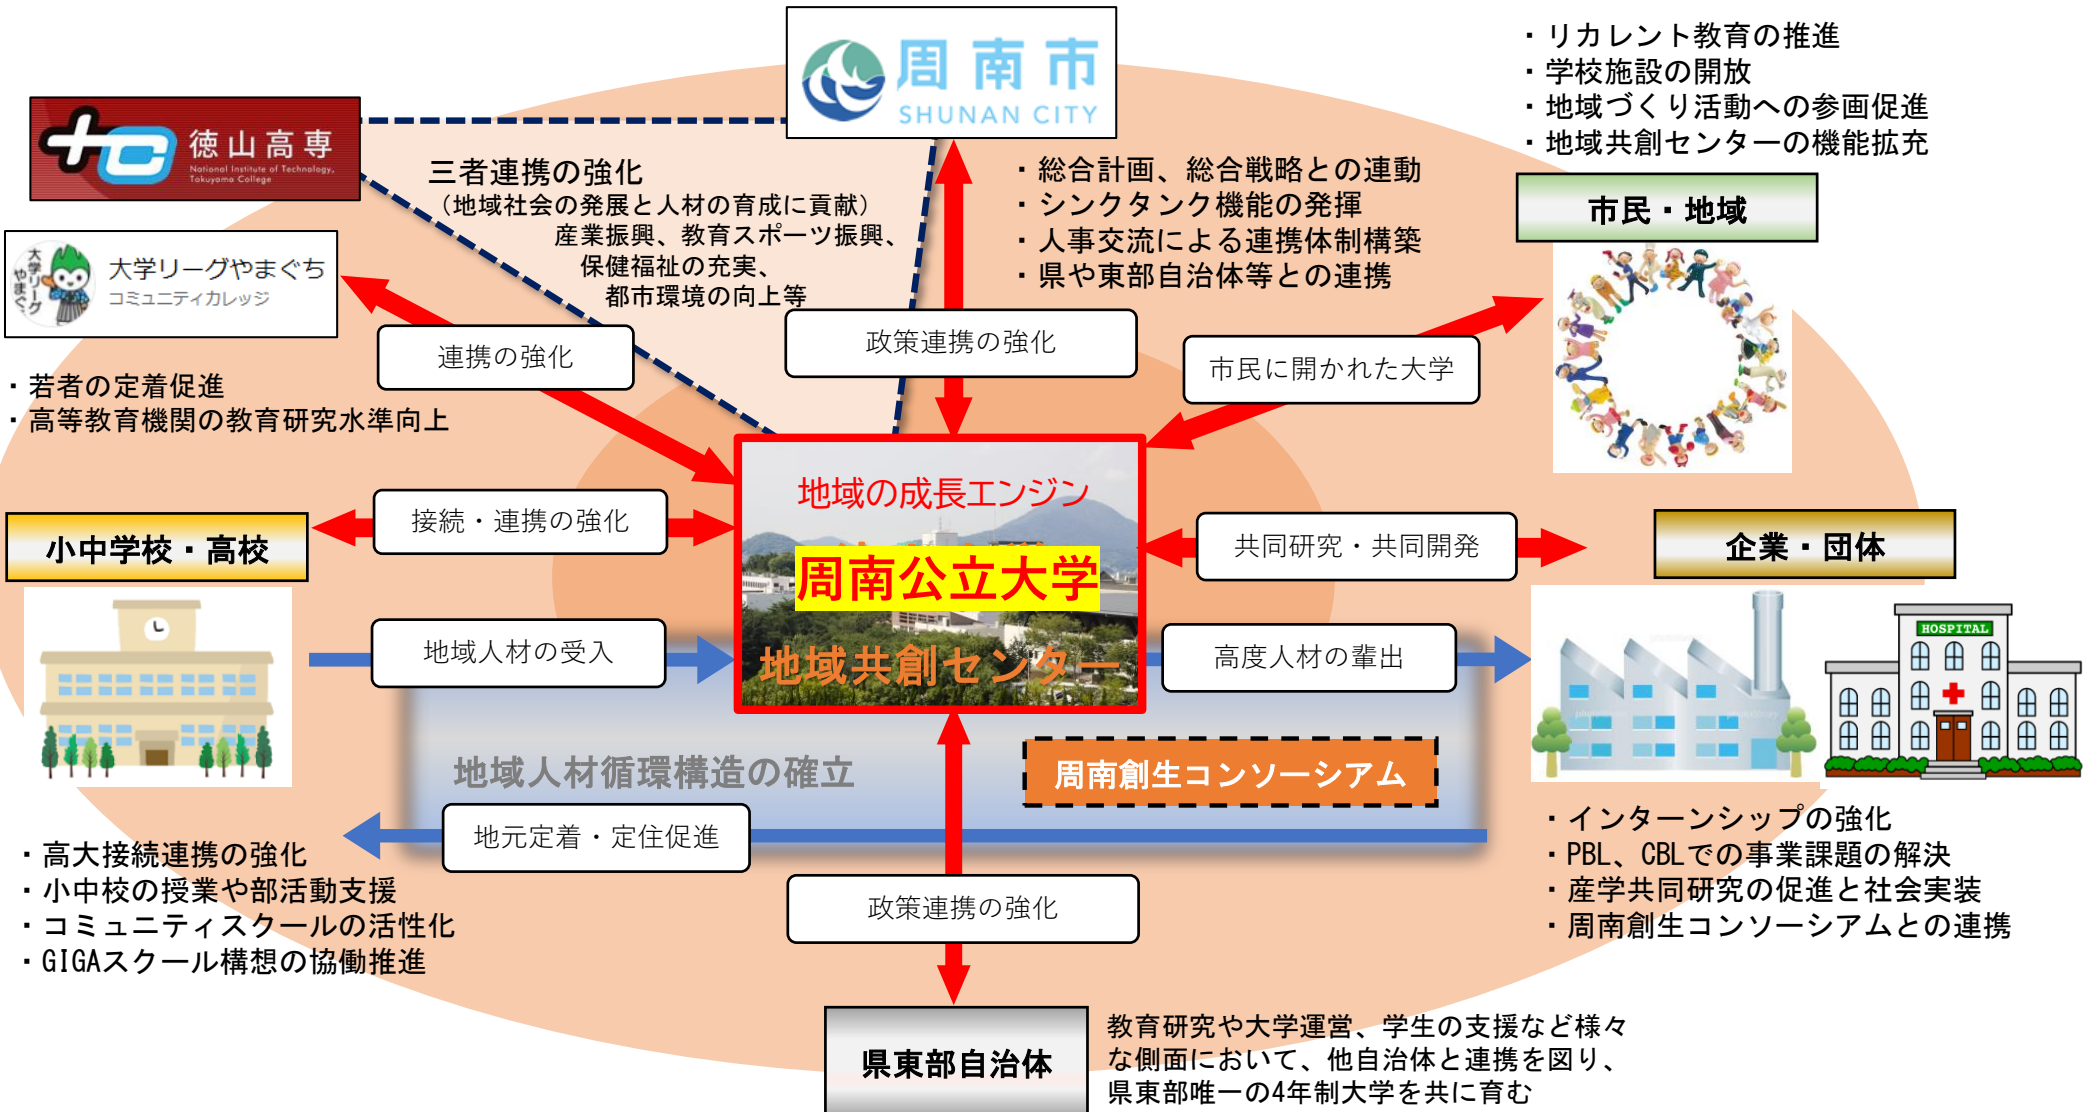 周南市
SHUNAN CITY
・リカレント教育の推進
・学校施設の開放
・地域づくり活動への参画促進
・地域共創センターの機能拡充
徳山高専
National Institute of Technology,
Tokuyama College
三者連携の強化
（地域社会の発展と人材の育成に貢献）
産業振興、教育スポーツ振興、
保健福祉の充実、
都市環境の向上等
・総合計画、総合戦略との連動
・シンクタンク機能の発揮
・人事交流による連携体制構築
・県や東部自治体等との連携
市民・地域
大学リーグ
やまぐち
大学リーグやまぐち
コミュニティカレッジ
連携の強化
政策連携の強化
市民に開かれた大学
・若者の定着促進
・高等教育機関の教育研究水準向上
地域の成長エンジン
周南公立大学
地域共創センター
接続・連携の強化
共同研究・共同開発
小中学校・高校
企業・団体
地域人材の受入
高度人材の輩出
HOSPITAL
地域人材循環構造の確立
周南創生コンソーシアム
地元定着・定住促進
・高大接続連携の強化
・小中校の授業や部活動支援
・コミュニティスクールの活性化
・GIGAスクール構想の協働推進
・インターンシップの強化
・PBL、CBLでの事業課題の解決
・産学共同研究の促進と社会実装
・周南創生コンソーシアムとの連携
政策連携の強化
県東部自治体
教育研究や大学運営、学生の支援など様々
な側面において、他自治体と連携を図り、
県東部唯一の4年制大学を共に育む